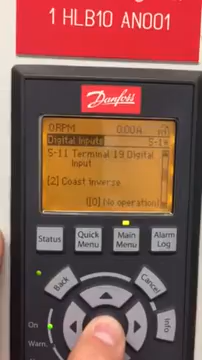 1 HLB10 AN001
Danfoss
0RPM 0.00A
Digital Inputs 5-1*
5-11 Terminal 19 Digital
Input
[2] Coast Inverse
[[0] No operation]
Status
Quick
Menu
Main
Menu
Alarm
Log
Back
Cancel
Info
On
Warn.